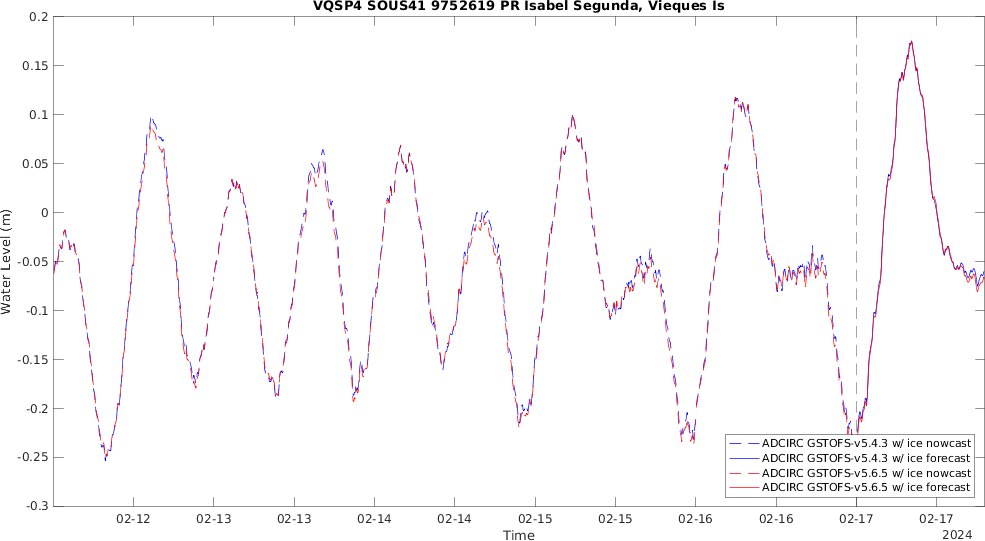 VQSP4 SOUS41 9752619 PR Isabel Segunda, Vieques Is
0.2
0.15
0.1
0.05
0
-0.05
-0.1
-0.15
-0.2
-0.25
-0.3
Water Level (m)
ADCIRC GSTOFS-v5.4.3 w/ ice nowcast
ADCIRC GSTOFS-v5.4.3 w/ ice forecast
ADCIRC GSTOFS-v5.6.5 w/ ice nowcast
ADCIRC GSTOFS-v5.6.5 w/ ice forecast
02-12 02-13 02-13 02-14 02-14 02-15 02-15 02-16 02-16 02-17 02-17
Time
2024